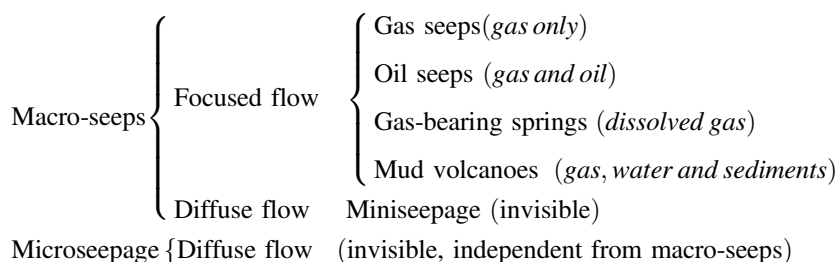 Gas seeps(gas only)
Oil seeps (gas and oil)
Macro-seeps Focused flow Gas-bearing springs (dissolved gas)
Mud volcanoes (gas, water and sediments)
Diffuse flow Miniseepage (invisible)
Microseepage {Diffuse flow (invisible, independent from macro-seeps)